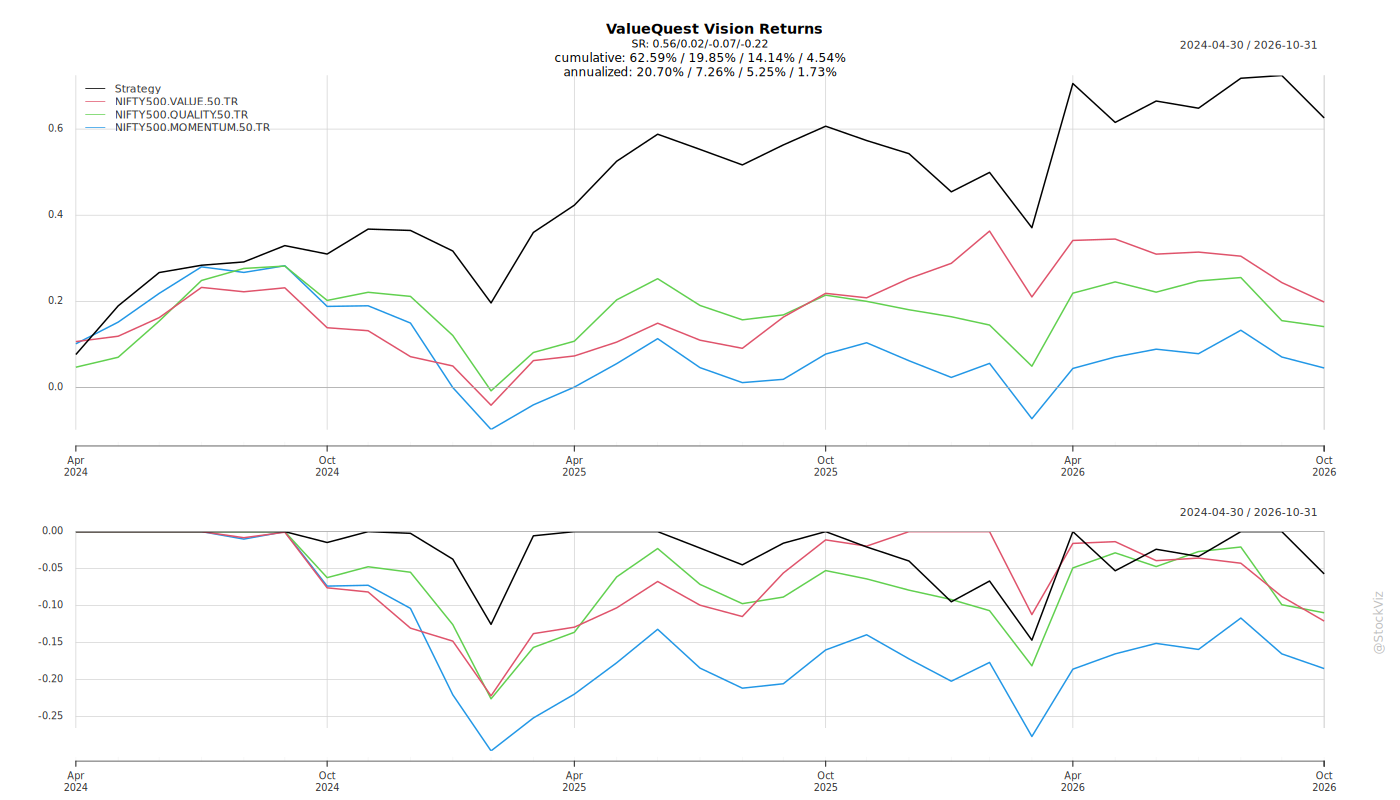 ValueQuest Vision Returns
SR: 0.56/0.02/-0.07/-0.22
cumulative: 62.59% / 19.85% / 14.14% / 4.54%
annualized: 20.70% / 7.26% / 5.25% / 1.73%
2024-04-30 / 2026-10-31
Strategy
NIFTY500.VALUE.50.TR
NIFTY500.QUALITY50.TR
NIFTY500.MOMENTUM.50.TR
0.6
0.4
0.2
0.0
Apr Oct Apr Oct Apr Oct
2024 2024 2025 2025 2026 2026
2024-04-30 / 2026-10-31
0.00
-0.05
-0.10
-0.15
-0.20
-0.25
Apr Oct Apr Oct Apr Oct
2024 2024 2025 2025 2026 2026
@StockViz